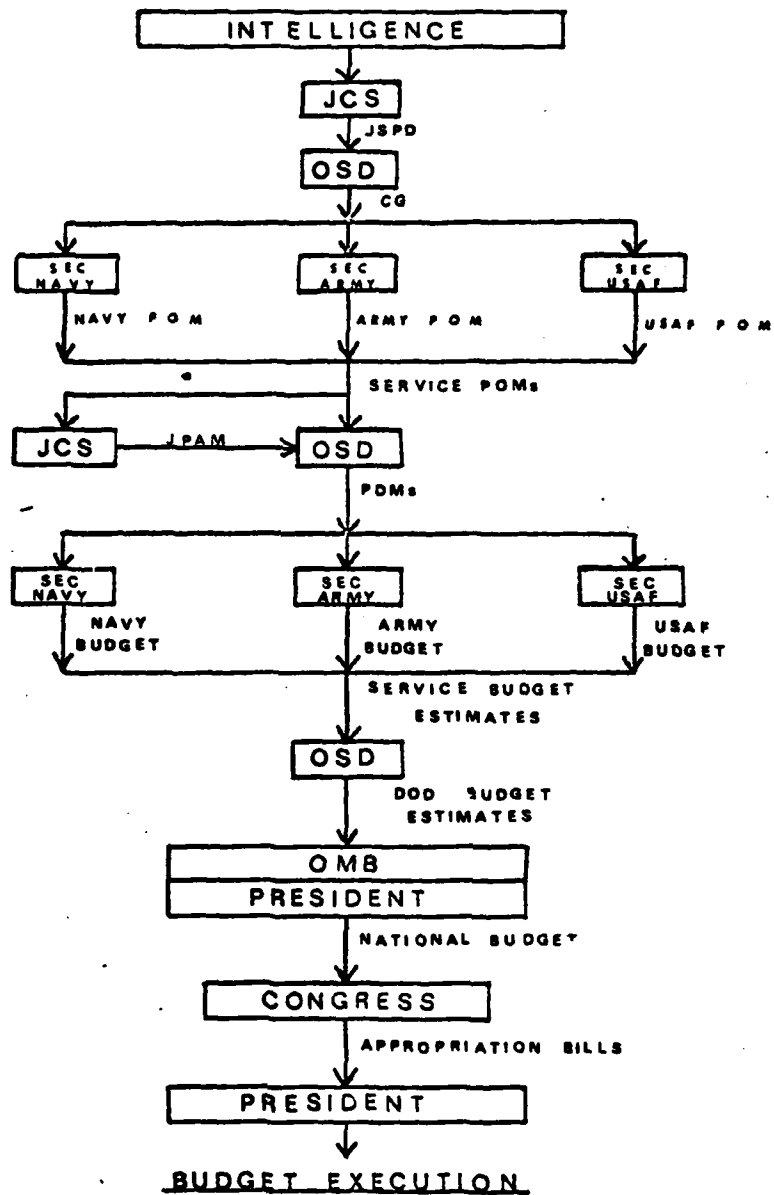 INTELLIGENCE
JCS
JSPD
OSD
CG
SEC
NAVY
SEC
ARMY
SEC
USAF
NAVY POM
ARMY POM
USAF POM
SERVICE POMs
JCS
JPAM
OSD
PDMs
SEC
NAVY
SEC
ARMY
SEC
USAF
NAVY
BUDGET
ARMY
BUDGET
USAF
BUDGET
SERVICE BUDGET
ESTIMATES
OSD
DOD BUDGET
ESTIMATES
OMB
PRESIDENT
NATIONAL BUDGET
CONGRESS
APPROPRIATION BILLS
PRESIDENT
BUDGET EXECUTION